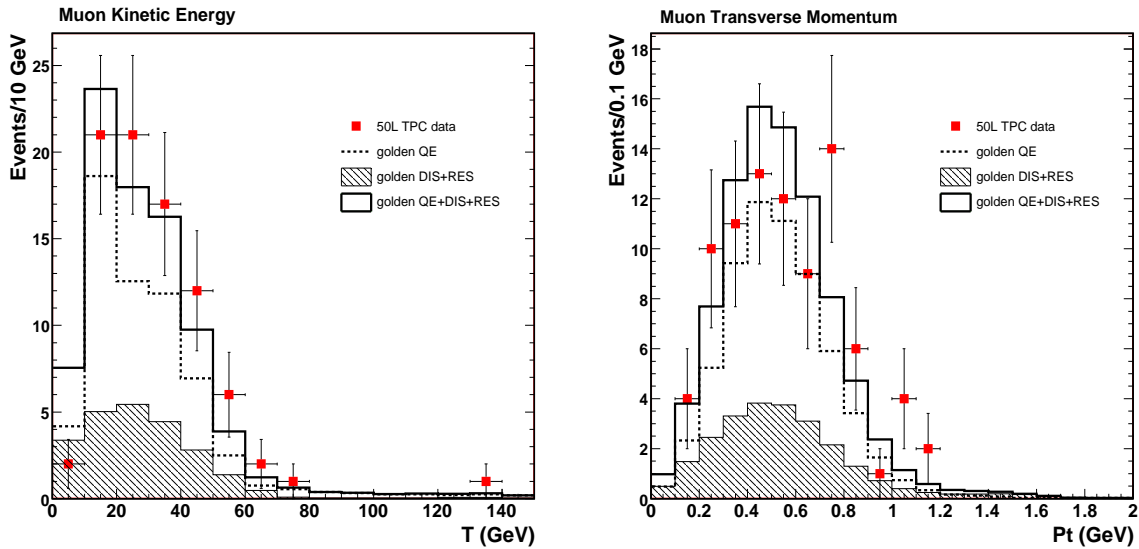 Muon Kinetic Energy
Events/10 GeV
25
20
15
10
5
0
50L TPC data
golden QE
golden DIS+RES
golden QE+DIS+RES
0 20 40 60 80 100 120 140
T (GeV)
Muon Transverse Momentum
Events/0.1 GeV
18
16
14
12
10
8
6
4
2
0
50L TPC data
golden QE
golden DIS+RES
golden QE+DIS+RES
0 0.2 0.4 0.6 0.8 1 1.2 1.4 1.6 1.8 2
Pt (GeV)